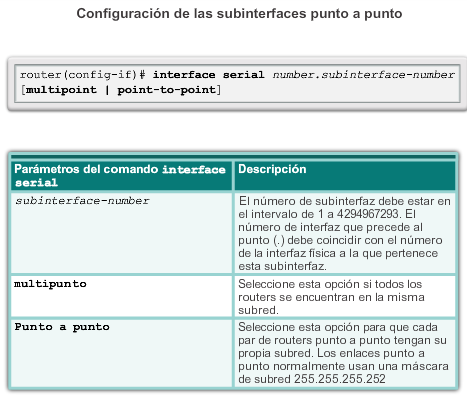 Configuración de las subinterfaces punto a punto
router(config-if)# interface serial number.subinterface-number
[multipoint | point-to-point]
Parámetros del comando interface
serial
Descripción
subinterface-number
El número de subinterfaz debe estar en
el intervalo de 1 a 4294967293. El
número de interfaz que precede al
punto (.) debe coincidir con el número
de la interfaz física a la que pertenece
esta subinterfaz.
multipunto
Seleccione esta opción si todos los
routers se encuentran en la misma
subred.
Punto a punto
Seleccione esta opción para que cada
par de routers punto a punto tengan su
propia subred. Los enlaces punto a
punto normalmente usan una máscara
de subred 255.255.255.252